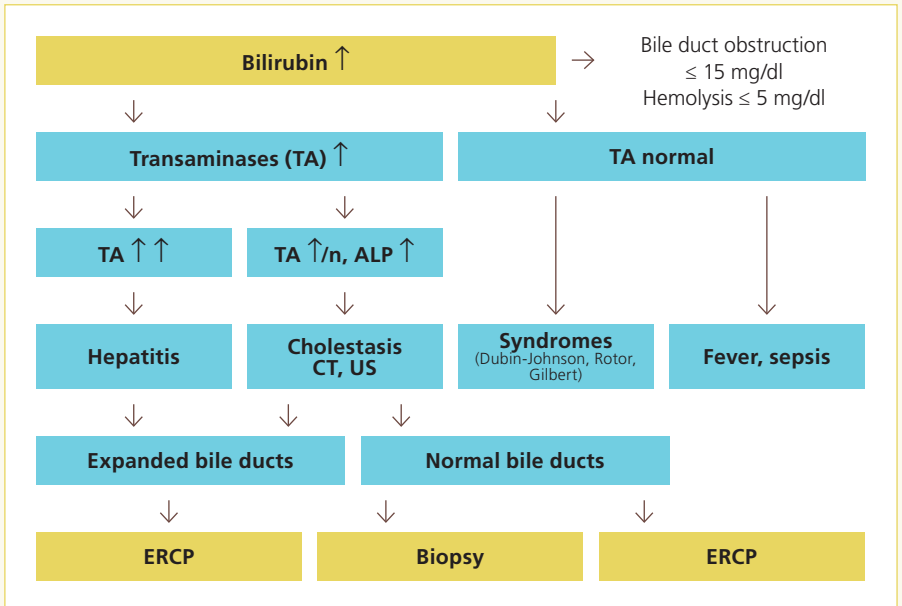 Bilirubin ↑
Bile duct obstruction
≤ 15 mg/dl
Hemolysis ≤ 5 mg/dl
Transaminases (TA) ↑
TA normal
TA ↑ ↑
TA ↑/n, ALP ↑
Hepatitis
Cholestasis
CT, US
Syndromes
(Dubin-Johnson, Rotor,
Gilbert)
Fever, sepsis
Expanded bile ducts
Normal bile ducts
ERCP
Biopsy
ERCP